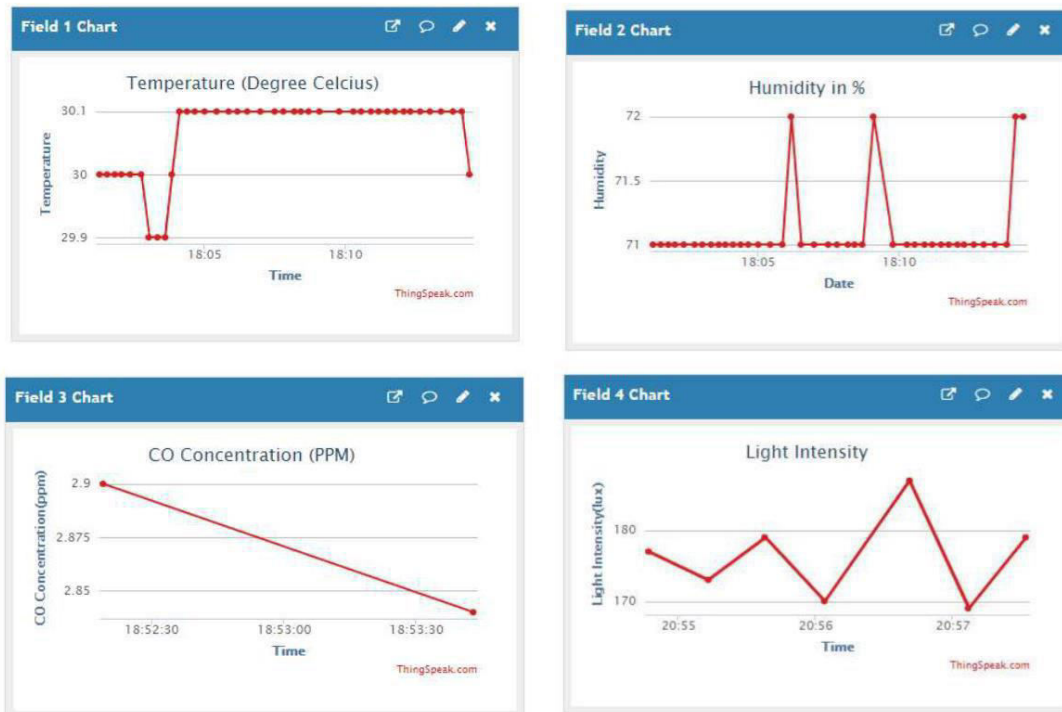 Field 1 Chart
Temperature (Degree Celcius)
30.1
30
29.9
Temperature
18:05
18:10
Time
ThingSpeak.com
Field 2 Chart
Humidity in %
72
71.5
71
Humidity
18:05
18:10
Date
ThingSpeak.com
Field 3 Chart
CO Concentration (PPM)
2.9
2.875
2.85
CO Concentration(ppm)
18:52:30
18:53:00
18:53:30
Time
ThingSpeak.com
Field 4 Chart
Light Intensity
180
170
Light Intensity(lux)
20:55
20:56
20:57
Time
ThingSpeak.com